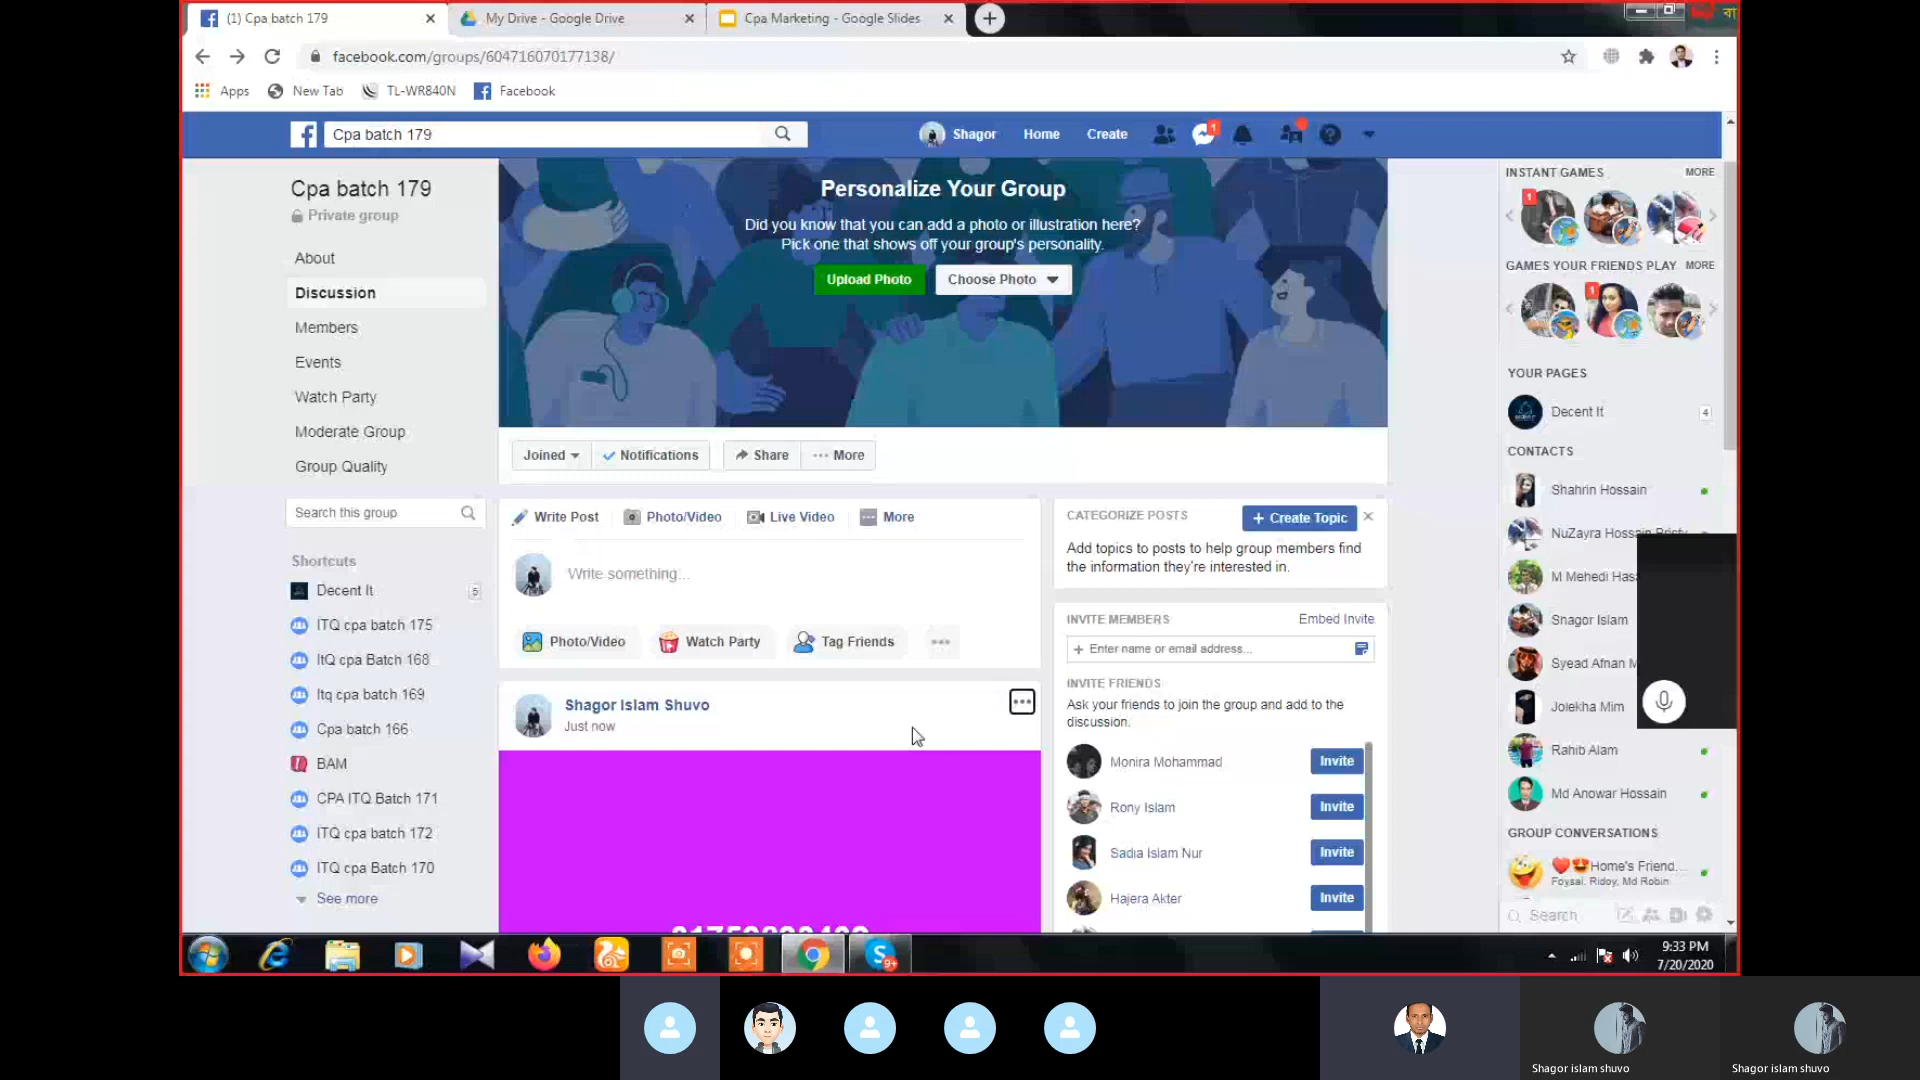 (1) Cpa batch 179
My Drive - Google Drive
Cpa Marketing - Google Slides
বা
facebook.com/groups/604716070177138/
Apps
New Tab
TL-WR840N
Facebook
Cpa batch 179
Shagor
Home
Create
1
Cpa batch 179
Private group
About
Discussion
Members
Events
Watch Party
Moderate Group
Group Quality
Search this group
Shortcuts
Decent It
5
ITQ cpa batch 175
ItQ cpa Batch 168
Itq cpa batch 169
Cpa batch 166
BAM
CPA ITQ Batch 171
ITQ cpa batch 172
ITQ cpa Batch 170
See more
Personalize Your Group
Did you know that you can add a photo or illustration here?
Pick one that shows off your group's personality.
Upload Photo
Choose Photo
Joined
Notifications
Share
More
Write Post
Photo/Video
Live Video
More
Write something...
Photo/Video
Watch Party
Tag Friends
Shagor Islam Shuvo
Just now
CATEGORIZE POSTS
+ Create Topic
Add topics to posts to help group members find
the information they're interested in.
INVITE MEMBERS
Embed Invite
+ Enter name or email address...
INVITE FRIENDS
Ask your friends to join the group and add to the
discussion.
Monira Mohammad
Invite
Rony Islam
Invite
Sadia Islam Nur
Invite
Hajera Akter
Invite
INSTANT GAMES
MORE
1
GAMES YOUR FRIENDS PLAY
MORE
1
YOUR PAGES
Decent It
4
CONTACTS
Shahrin Hossain
NuZayra Hossain
M Mehedi
Shagor Islam
Syead Afnan M
Jolekha Mim
Rahib Alam
Md Anowar Hossain
GROUP CONVERSATIONS
Home's Friend...
Foysal, Ridoy, Md Robin
Search
9+
9:33 PM
7/20/2020
Shagor islam shuvo
Shagor islam shuvo